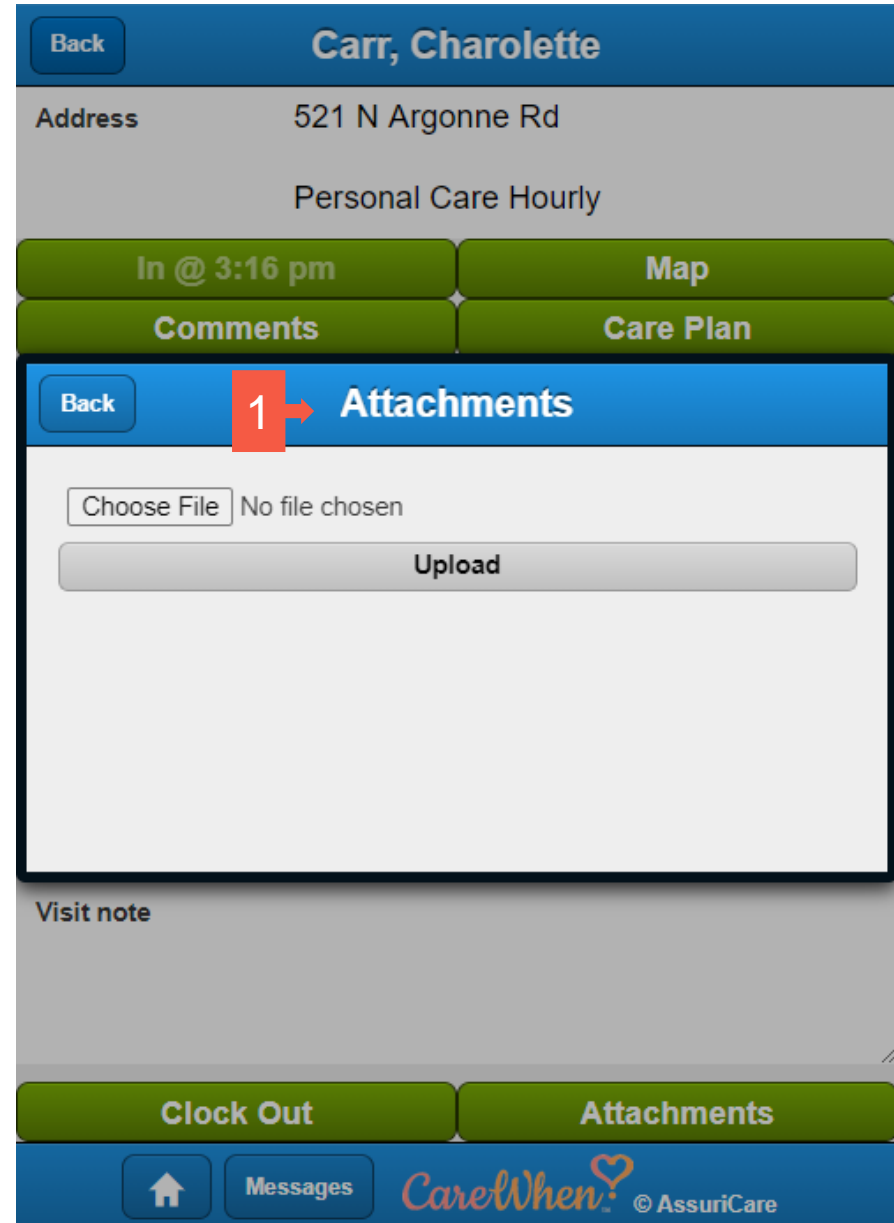 Back Carr, Charolette
Address 521 N Argonne Rd
Personal Care Hourly
In @ 3:16 pm Map
Comments Care Plan
Back 1 Attachments
Choose File No file chosen
Upload
Visit note
Clock Out Attachments
Messages CareWhen? © AssuriCare